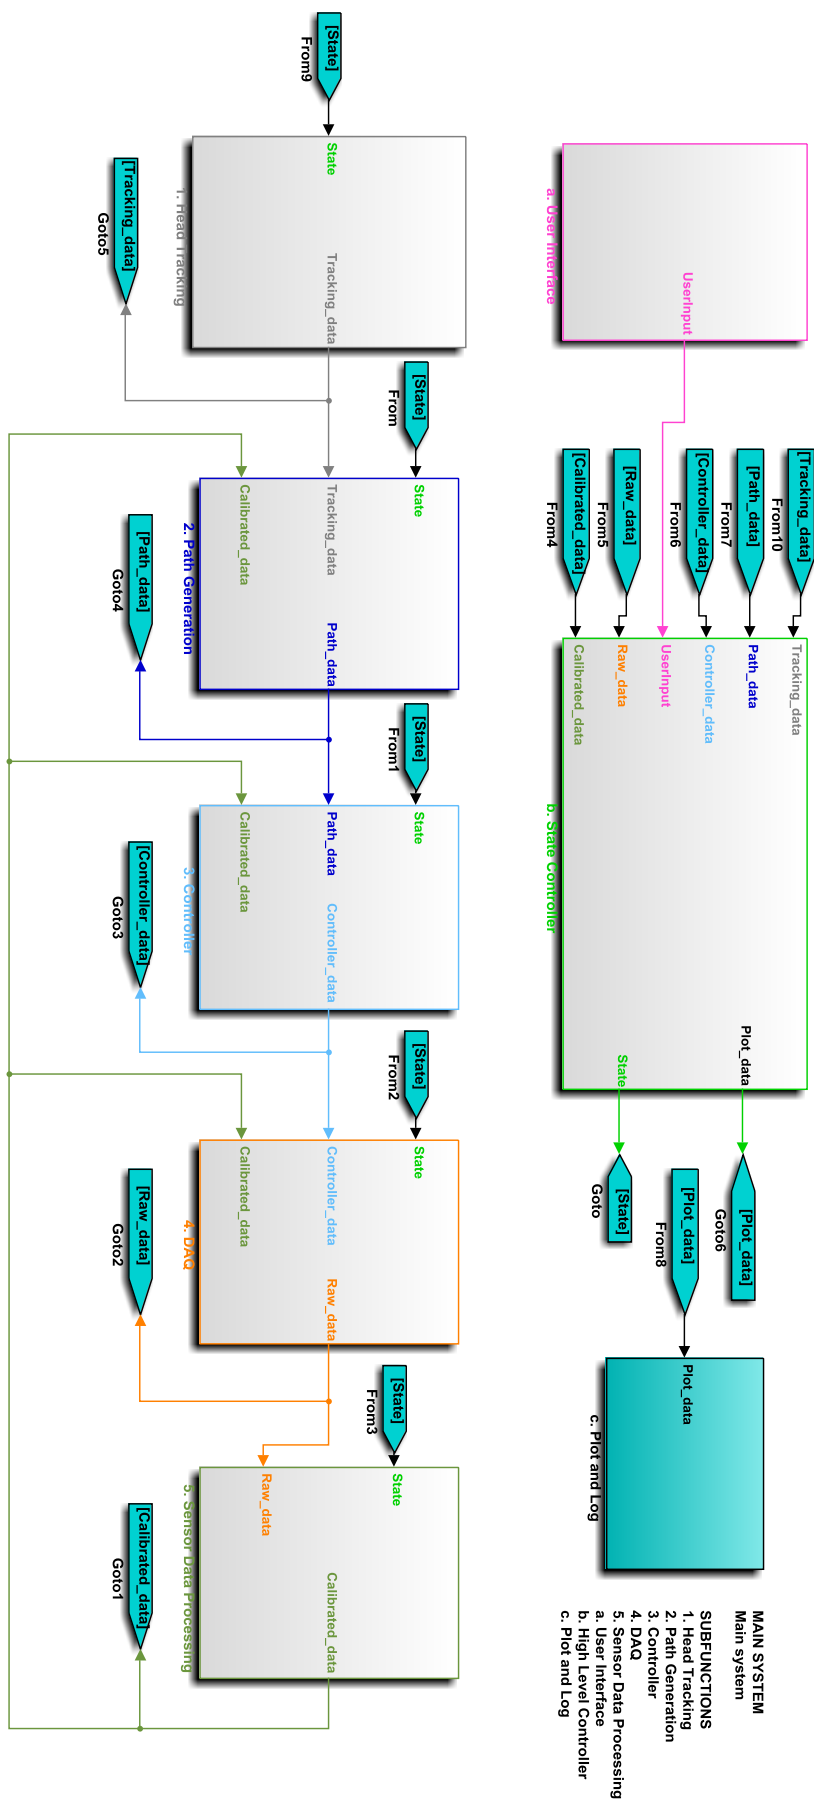 MAIN SYSTEM
Main system
SUBFUNCTIONS
1. Head Tracking
2. Path Generation
3. Controller
4. DAQ
5. Sensor Data Processing
a. User Interface
b. High Level Controller
c. Plot and Log
UserInput
a. User Interface
[Tracking_data]
From10
[Path_data]
From7
[Controller_data]
From6
[Raw_data]
From5
[Calibrated_data]
From4
Tracking_data
Path_data
Controller_data
UserInput
Raw_data
Calibrated_data
Plot_data
State
b. State Controller
[Plot_data]
Goto6
[State]
Goto
[Plot_data]
From8
Plot_data
c. Plot and Log
[State]
From9
State
Tracking_data
1. Head Tracking
[Tracking_data]
Goto5
[State]
From
State
Tracking_data
Calibrated_data
Path_data
2. Path Generation
[Path_data]
Goto4
[State]
From1
State
Path_data
Calibrated_data
Controller_data
3. Controller
[Controller_data]
Goto3
[State]
From2
State
Controller_data
Calibrated_data
Raw_data
4. DAQ
[Raw_data]
Goto2
[State]
From3
State
Raw_data
Calibrated_data
5. Sensor Data Processing
[Calibrated_data]
Goto1